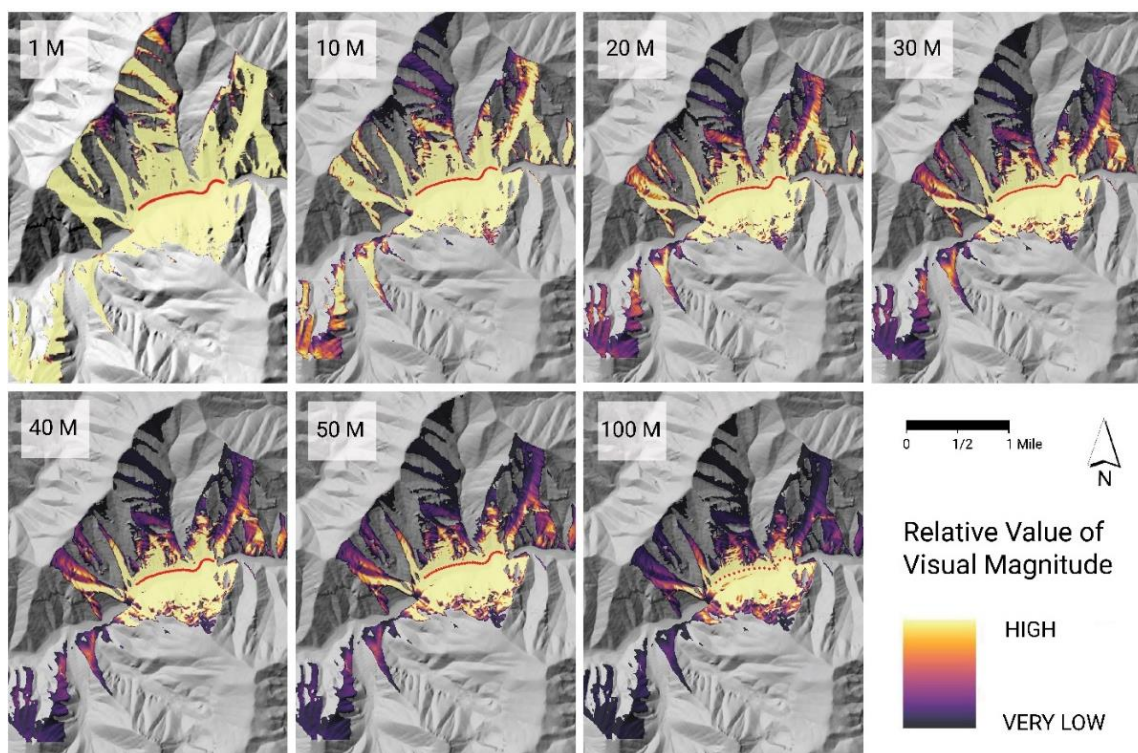 1 M
10 M
20 M
30 M
40 M
50 M
100 M
0 1/2 1 Mile
N
Relative Value of
Visual Magnitude
HIGH
VERY LOW